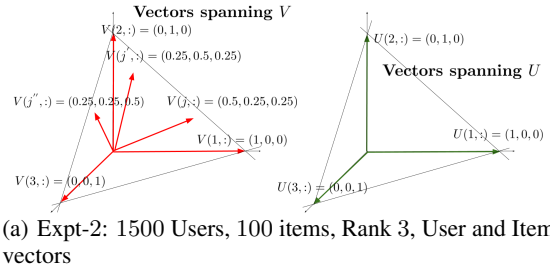 Vectors spanning V
V(2,:) = (0,1,0)
V(j′,:) = (0.25,0.5,0.25)
V(j″,:) = (0.25,0.25,0.5)
V(j,:) = (0.5,0.25,0.25)
V(1,:) = (1,0,0)
V(3,:) = (0,0,1)
U(2,:) = (0,1,0)
Vectors spanning U
U(1,:) = (1,0,0)
U(3,:) = (0,0,1)
(a) Expt-2: 1500 Users, 100 items, Rank 3, User and Item
vectors